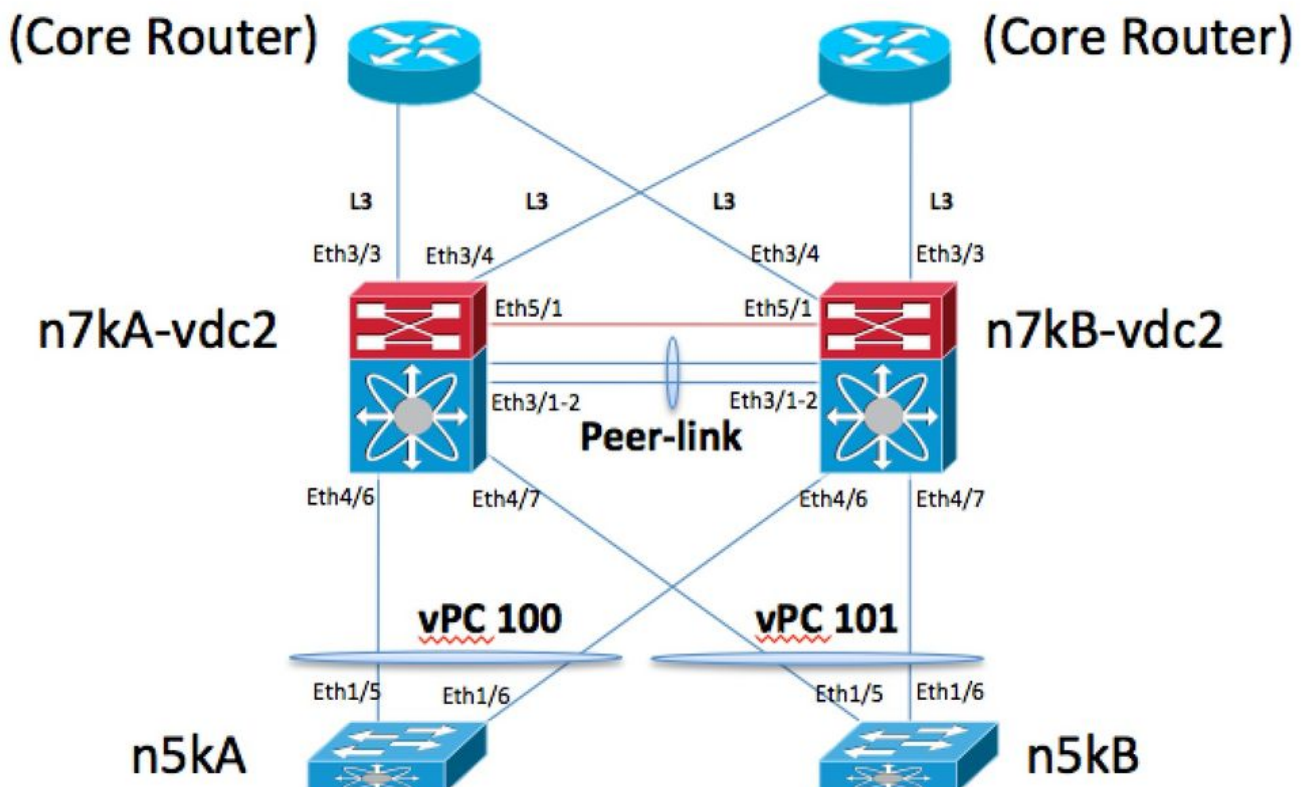 (Core Router)
(Core Router)
L3
L3
L3
L3
Eth3/3
Eth3/4
Eth3/4
Eth3/3
n7kA-vdc2
Eth5/1
Eth5/1
n7kB-vdc2
Eth3/1-2
Eth3/1-2
Peer-link
Eth4/6
Eth4/7
Eth4/6
Eth4/7
vPC 100
vPC 101
Eth1/5
Eth1/6
Eth1/5
Eth1/6
n5kA
n5kB